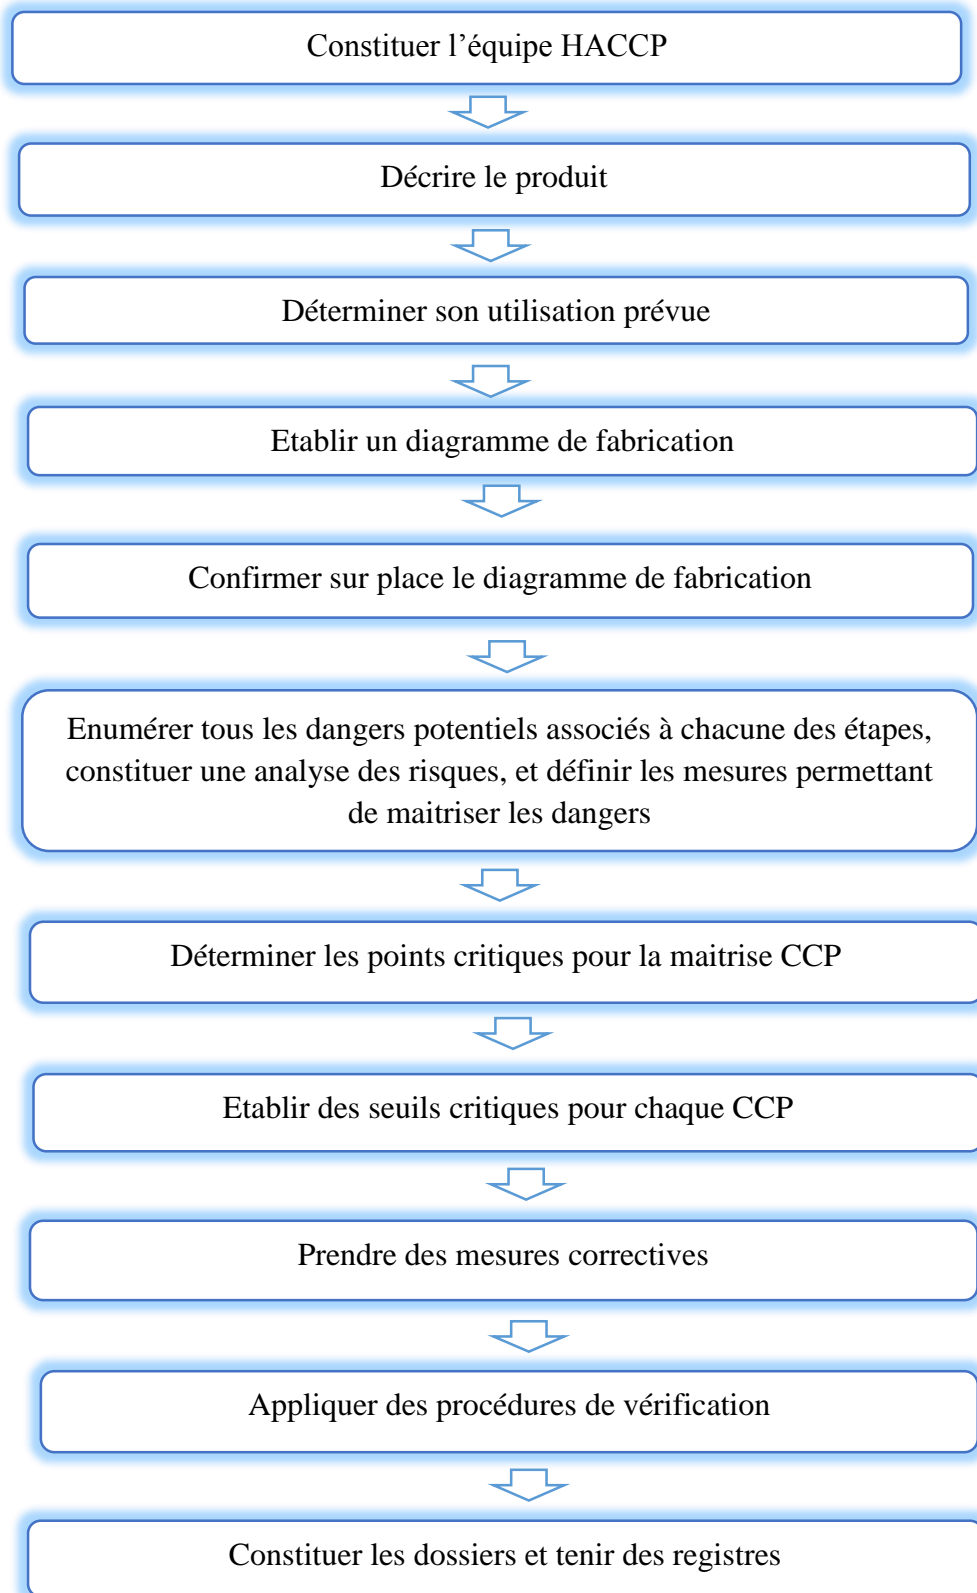 Constituer l’équipe HACCP
Décrire le produit
Déterminer son utilisation prévue
Etablir un diagramme de fabrication
Confirmer sur place le diagramme de fabrication
Enumérer tous les dangers potentiels associés à chacune des étapes,
constituer une analyse des risques, et définir les mesures permettant
de maitriser les dangers
Déterminer les points critiques pour la maitrise CCP
Etablir des seuils critiques pour chaque CCP
Prendre des mesures correctives
Appliquer des procédures de vérification
Constituer les dossiers et tenir des registres